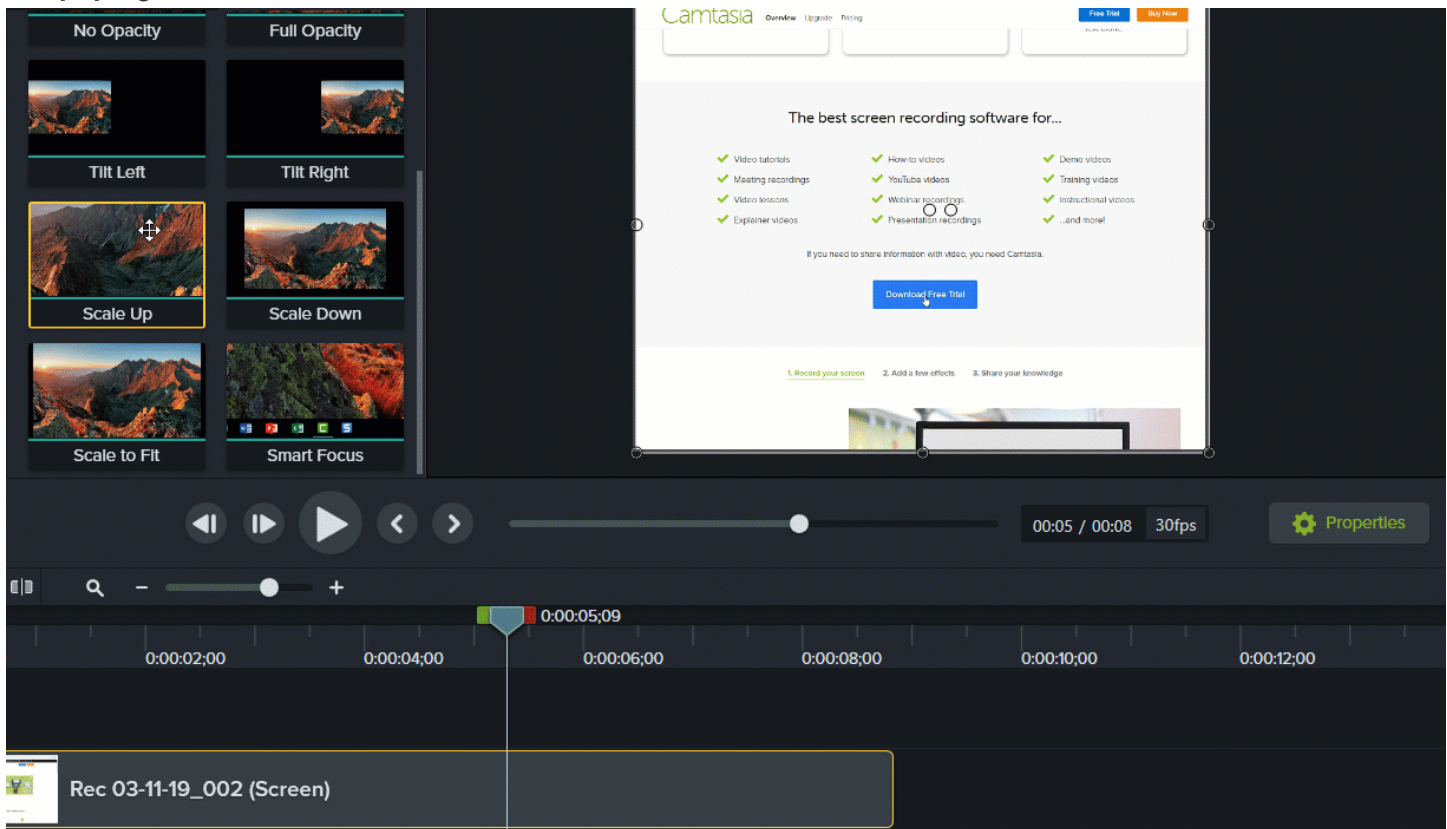 No Opacity
Full Opacity
Tilt Left
Tilt Right
Scale Up
Scale Down
Scale to Fit
Smart Focus
Camtasia Overview Upgrade Pricing Free Trial Buy Now
The best screen recording software for...
Video tutorials How-to videos Demo videos
Meeting recordings YouTube videos Training videos
Video lessons Webinar recordings Instructional videos
Explainer videos Presentation recordings ...and more!
If you need to share information with video, you need Camtasia.
Download Free Trial
1. Record your screen 2. Add a few effects 3. Share your knowledge
00:05 / 00:08 30fps
Properties
0:00:05;09
0:00:02;00 0:00:04;00 0:00:06;00 0:00:08;00 0:00:10;00 0:00:12;00
Rec 03-11-19_002 (Screen)